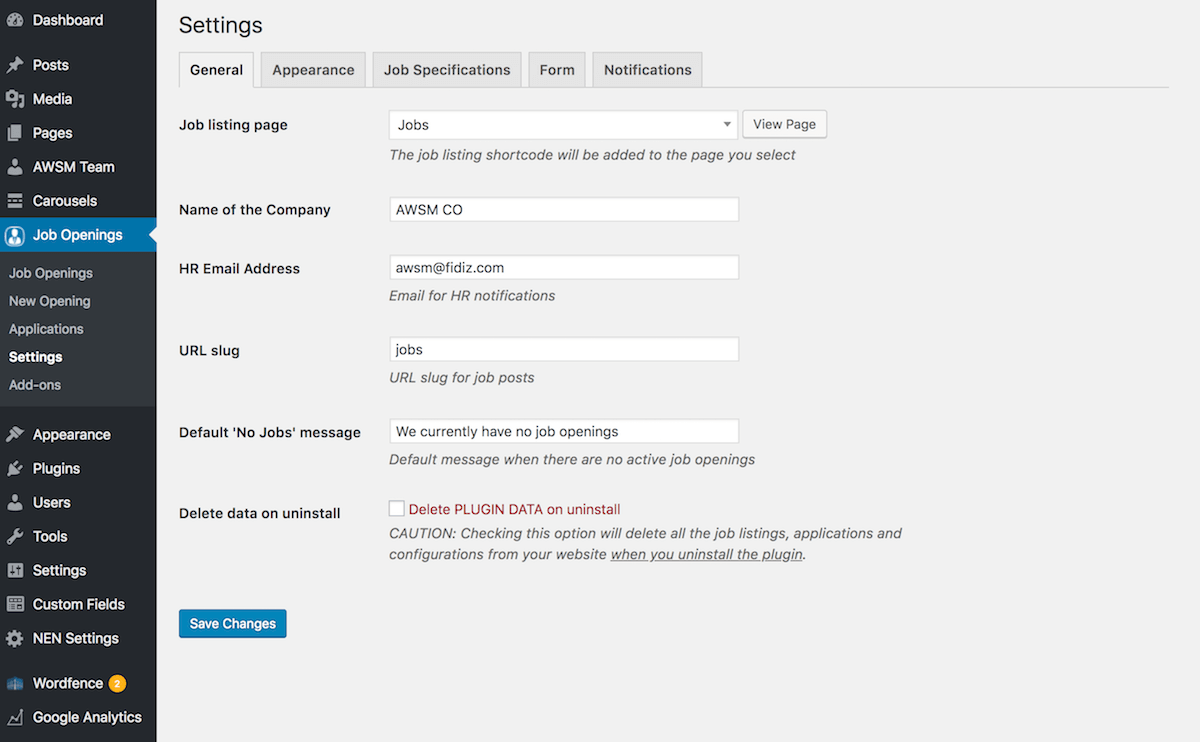 Dashboard
Posts
Media
Pages
AWSM Team
Carousels
Job Openings
Job Openings
New Opening
Applications
Settings
Add-ons
Appearance
Plugins
Users
Tools
Settings
Custom Fields
NEN Settings
Wordfence 2
Google Analytics
Settings
General Appearance Job Specifications Form Notifications
Job listing page Jobs View Page
The job listing shortcode will be added to the page you select
Name of the Company AWSM CO
HR Email Address awsm@fidiz.com
Email for HR notifications
URL slug jobs
URL slug for job posts
Default 'No Jobs' message We currently have no job openings
Default message when there are no active job openings
Delete data on uninstall Delete PLUGIN DATA on uninstall
CAUTION: Checking this option will delete all the job listings, applications and
configurations from your website when you uninstall the plugin.
Save Changes